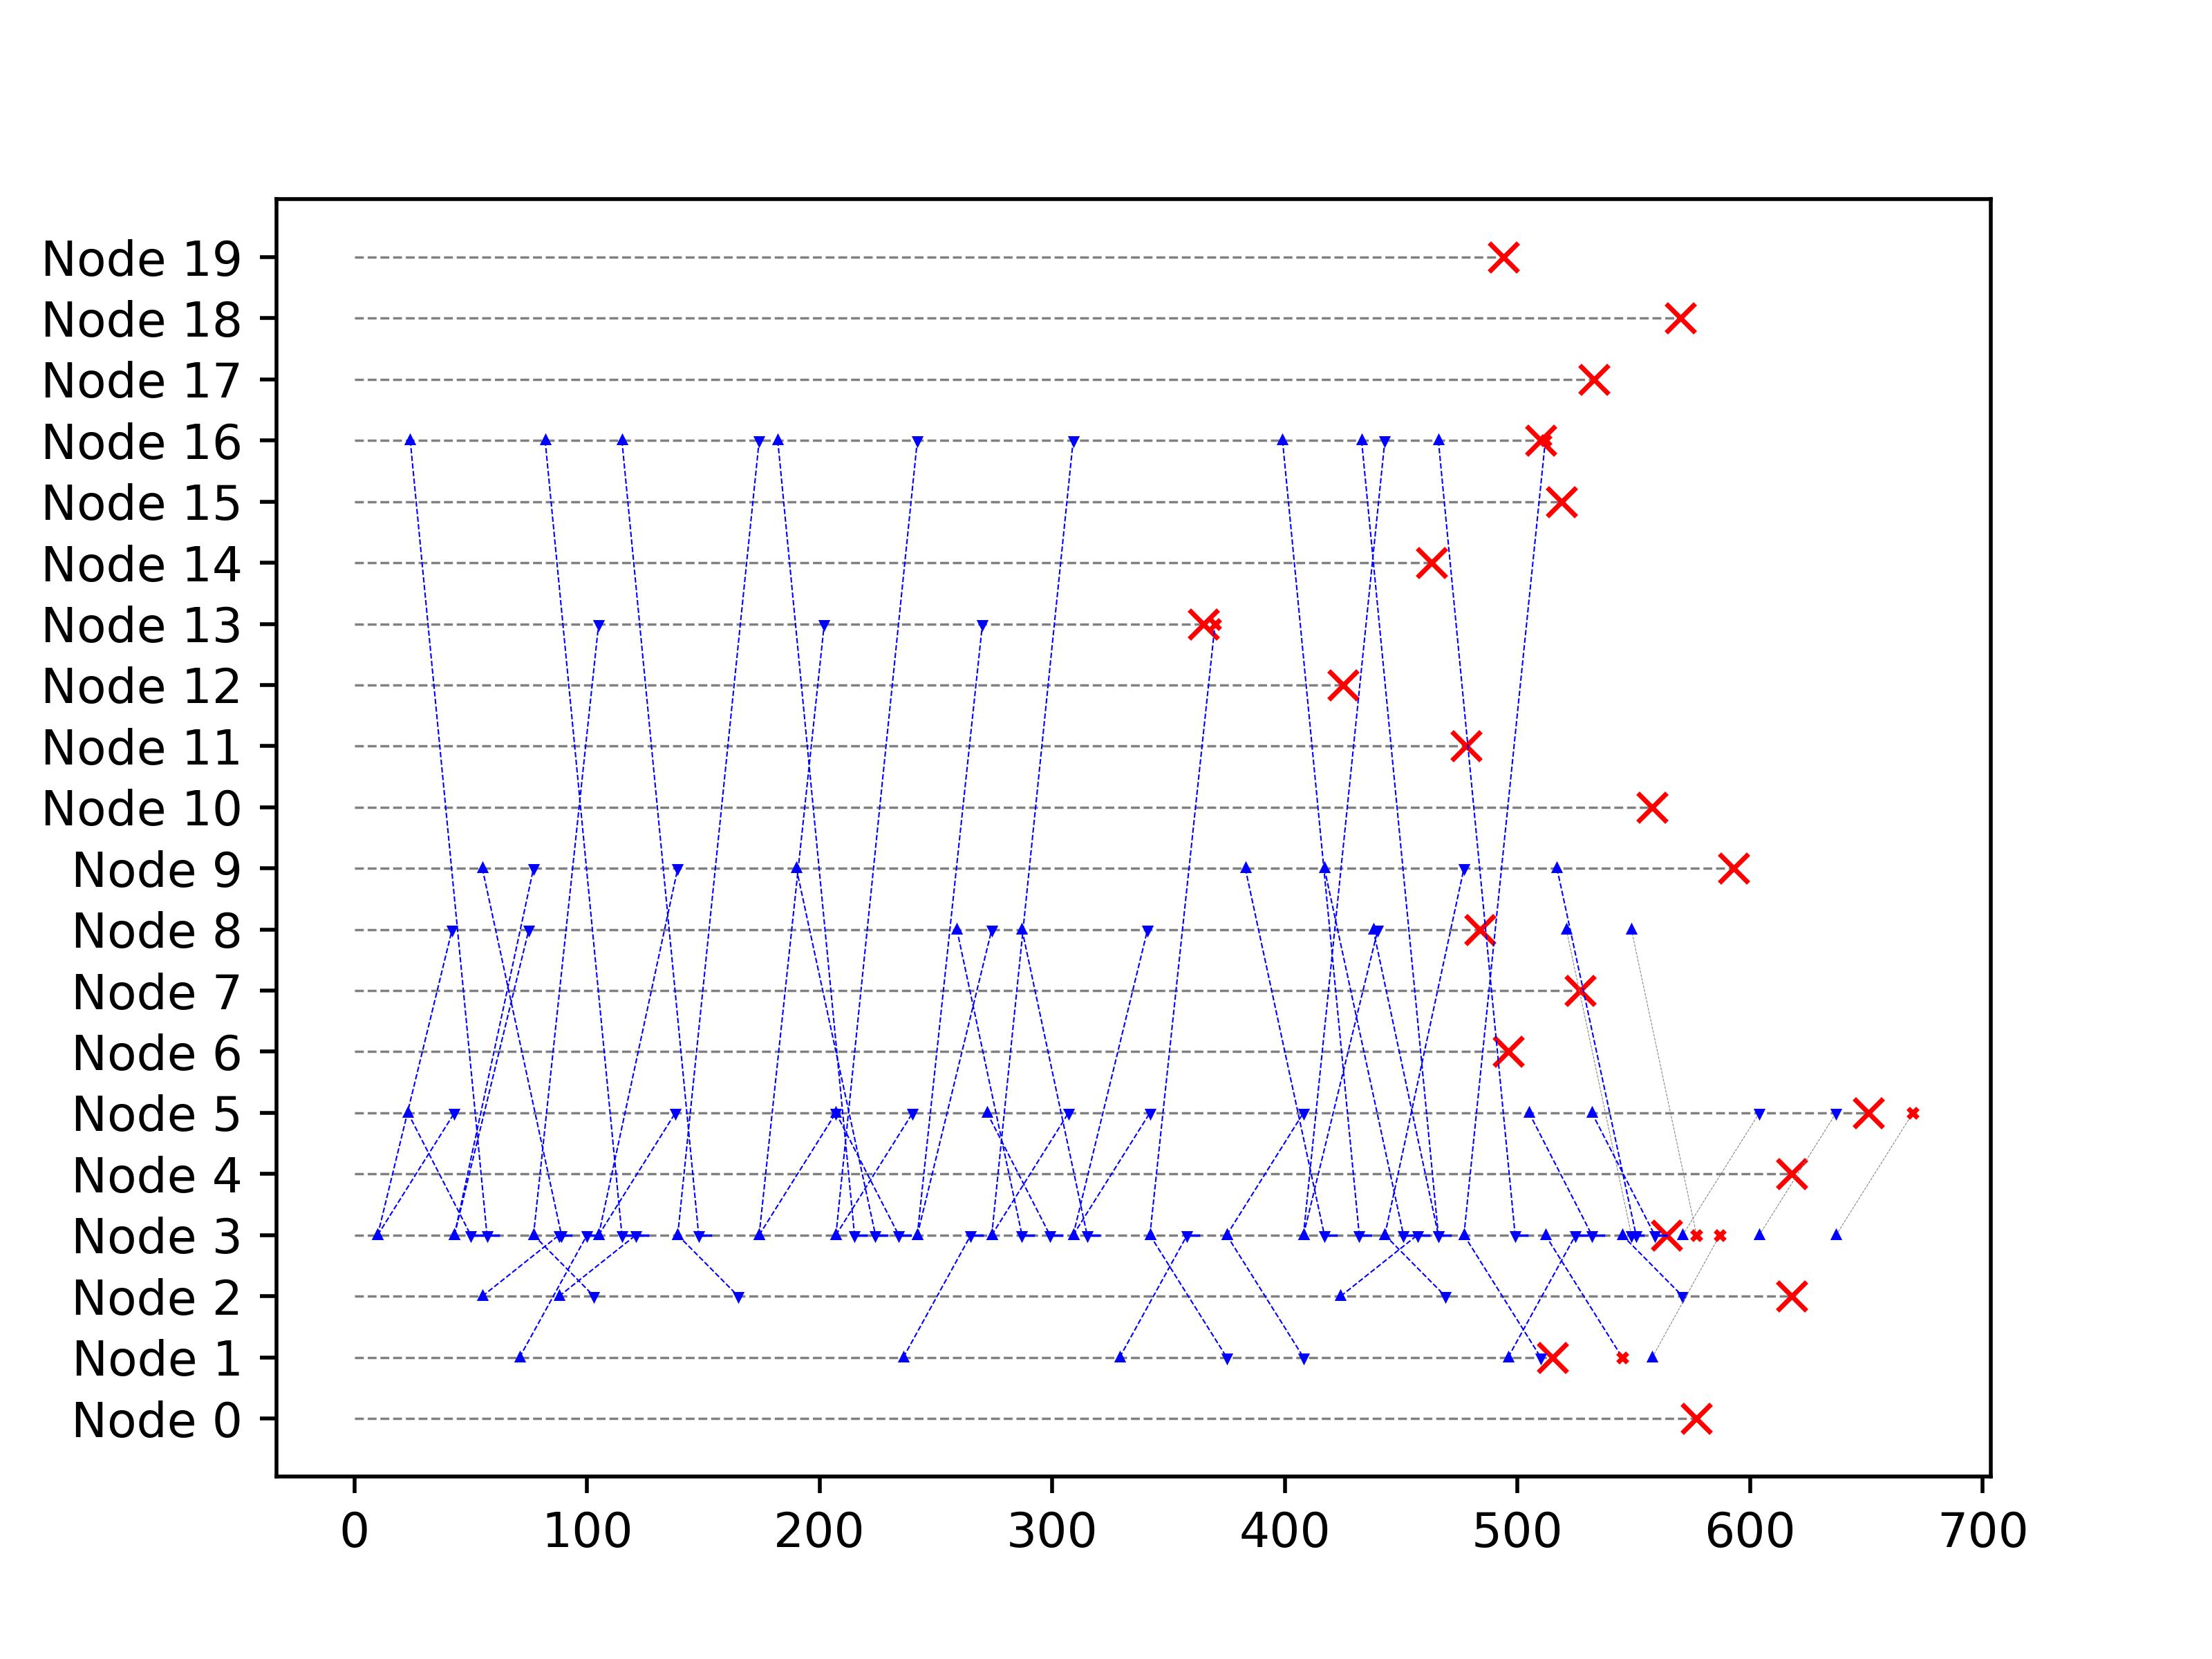 Node 19
Node 18
Node 17
Node 16
Node 15
Node 14
Node 13
Node 12
Node 11
Node 10
Node 9
Node 8
Node 7
Node 6
Node 5
Node 4
Node 3
Node 2
Node 1
Node 0
0 100 200 300 400 500 600 700